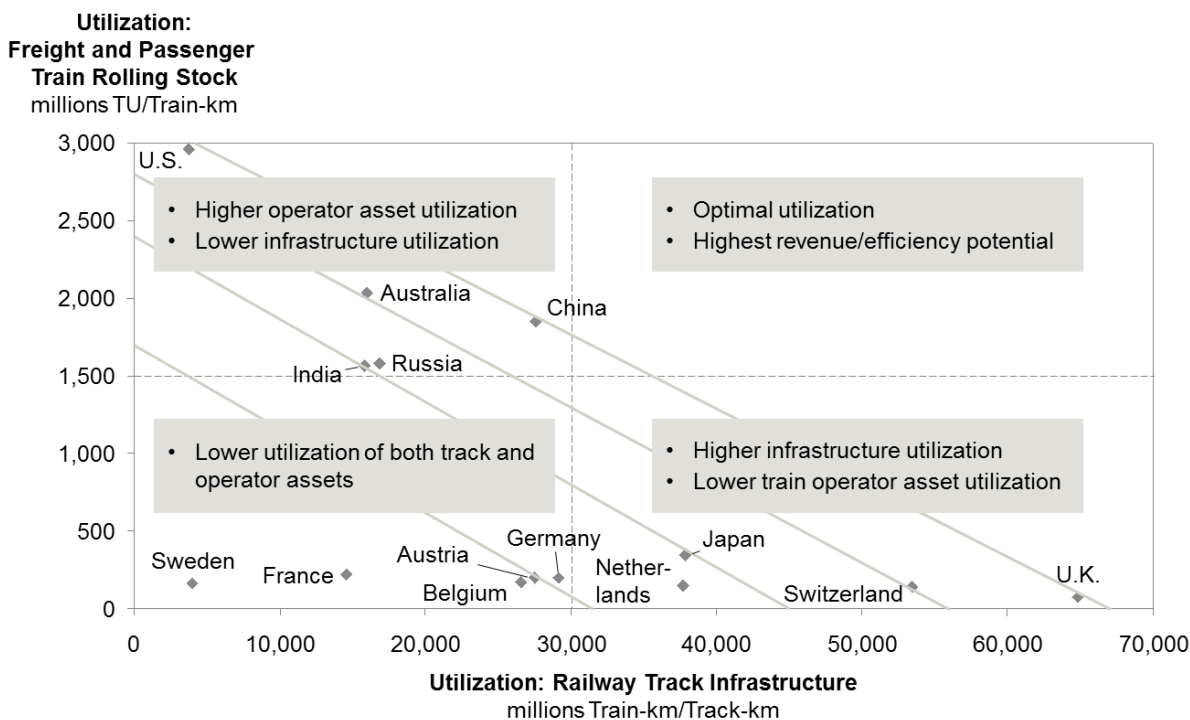 Utilization:
Freight and Passenger
Train Rolling Stock
millions TU/Train-km
3,000
U.S.
• Higher operator asset utilization
• Lower infrastructure utilization
• Optimal utilization
• Highest revenue/efficiency potential
2,500
2,000
Australia
China
India
Russia
1,500
• Lower utilization of both track and
operator assets
• Higher infrastructure utilization
• Lower train operator asset utilization
1,000
500
Sweden
France
Austria
Belgium
Germany
Nether-
lands
Japan
Switzerland
U.K.
0
0
10,000
20,000
30,000
40,000
50,000
60,000
70,000
Utilization: Railway Track Infrastructure
millions Train-km/Track-km